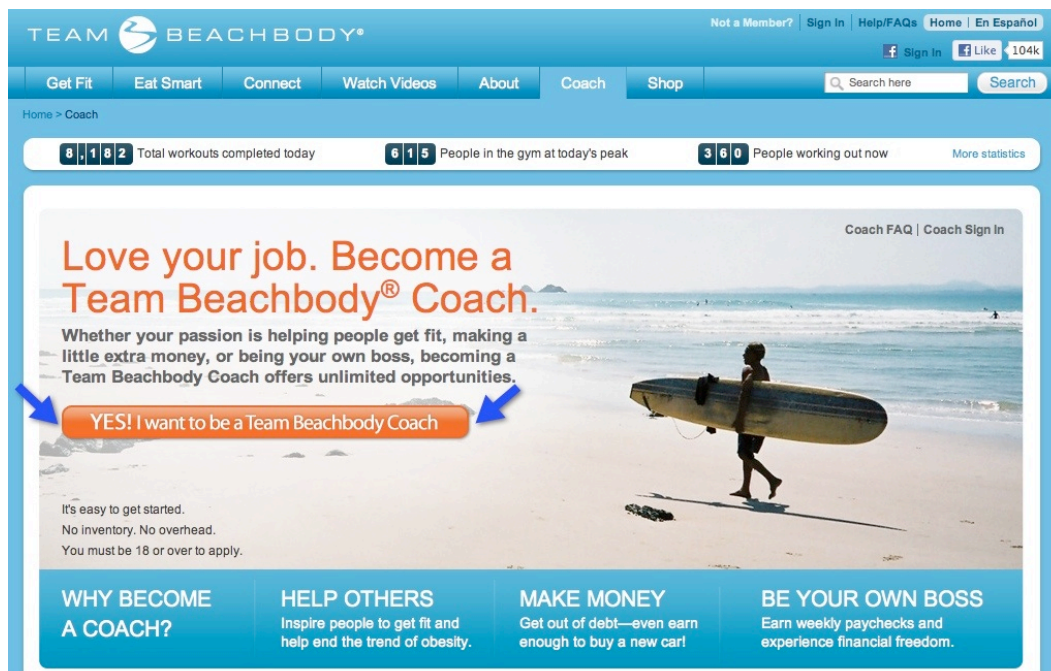 TEAM BEACHBODY®
Not a Member? Sign In Help/FAQs Home | En Español
Sign In Like 104k
Get Fit Eat Smart Connect Watch Videos About Coach Shop Search here Search
Home > Coach
8,182 Total workouts completed today 615 People in the gym at today's peak 360 People working out now More statistics
Coach FAQ | Coach Sign In
Love your job. Become a
Team Beachbody® Coach.
Whether your passion is helping people get fit, making a
little extra money, or being your own boss, becoming a
Team Beachbody Coach offers unlimited opportunities.
YES! I want to be a Team Beachbody Coach
It's easy to get started.
No inventory. No overhead.
You must be 18 or over to apply.
WHY BECOME
A COACH?
HELP OTHERS
Inspire people to get fit and
help end the trend of obesity.
MAKE MONEY
Get out of debt—even earn
enough to buy a new car!
BE YOUR OWN BOSS
Earn weekly paychecks and
experience financial freedom.